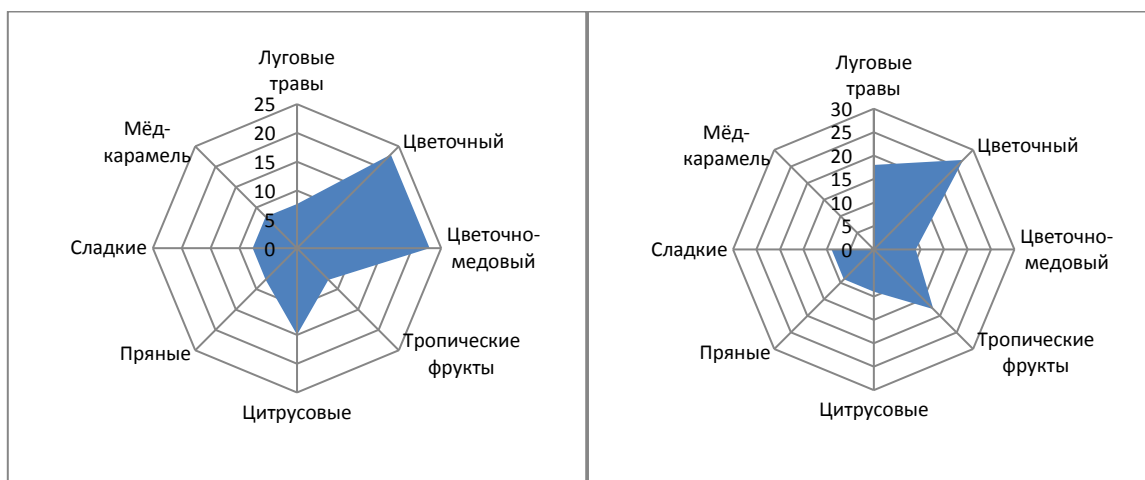 Луговые
травы
25
20
15
10
5
0
Цветочный
Цветочно-
медовый
Тропические
фрукты
Цитрусовые
Пряные
Сладкие
Мёд-
карамель
Луговые
травы
30
25
20
15
10
5
0
Цветочный
Цветочно-
медовый
Тропические
фрукты
Цитрусовые
Пряные
Сладкие
Мёд-
карамель